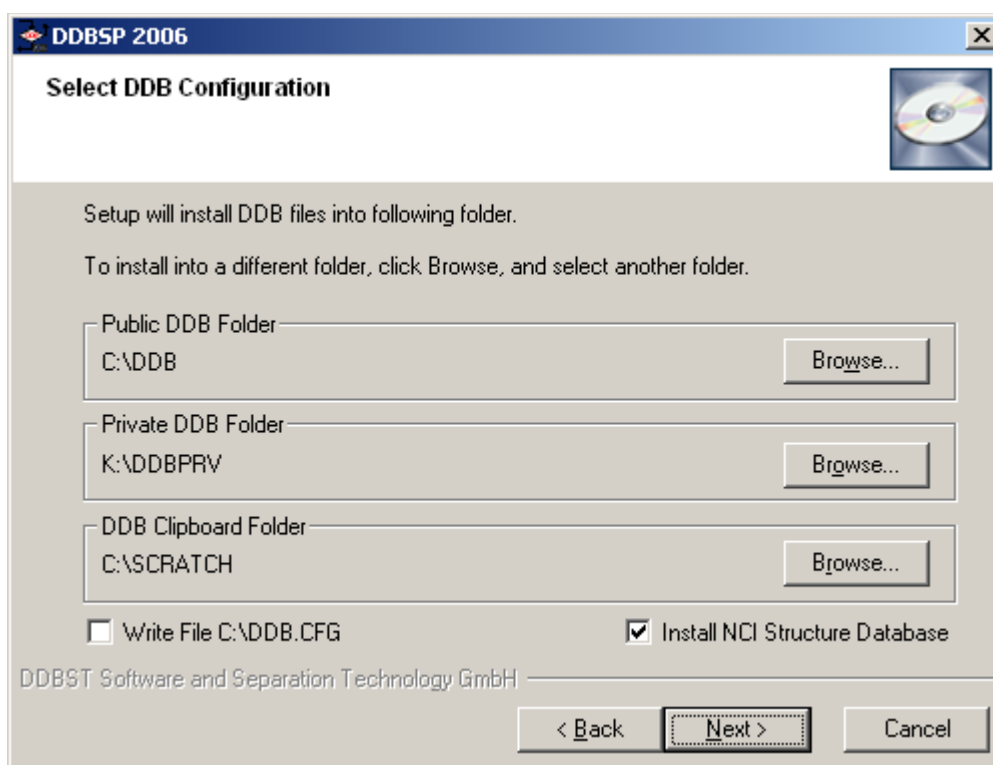 DDBSP 2006
Select DDB Configuration
Setup will install DDB files into following folder.
To install into a different folder, click Browse, and select another folder.
Public DDB Folder
C:\DDB
Browse...
Private DDB Folder
K:\DDBPRV
Browse...
DDB Clipboard Folder
C:\SCRATCH
Browse...
Write File C:\DDB.CFG Install NCI Structure Database
DDBST Software and Separation Technology GmbH
< Back Next > Cancel